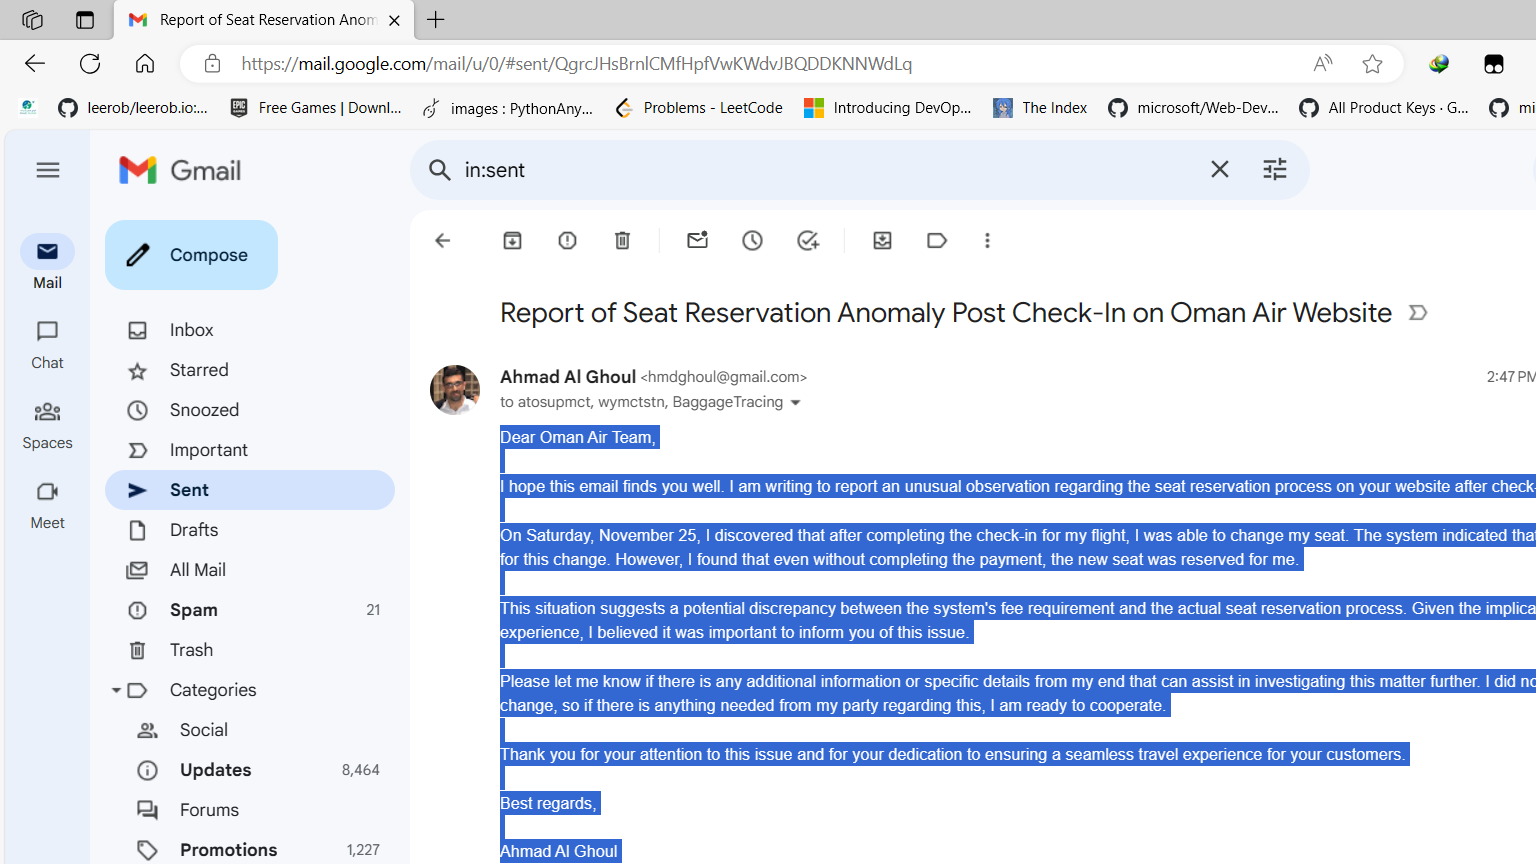 Report of Seat Reservation Anom
https://mail.google.com/mail/u/0/#sent/QgrcJHsBrnlCMfHpfVwKWdvJBQDDKNNWdLq
leerob/leerob.io:...
Free Games | Downl...
images : PythonAny...
Problems - LeetCode
Introducing DevOp...
The Index
microsoft/Web-Dev...
All Product Keys · G...
mi
Gmail
in:sent
Compose
Mail
Chat
Spaces
Meet
Inbox
Starred
Snoozed
Important
Sent
Drafts
All Mail
Spam 21
Trash
Categories
Social
Updates 8,464
Forums
Promotions 1,227
Report of Seat Reservation Anomaly Post Check-In on Oman Air Website
Ahmad Al Ghoul <hmdghoul@gmail.com> 2:47 PM
to atosupmct, wymctstn, BaggageTracing
Dear Oman Air Team,
I hope this email finds you well. I am writing to report an unusual observation regarding the seat reservation process on your website after check-
On Saturday, November 25, I discovered that after completing the check-in for my flight, I was able to change my seat. The system indicated tha
for this change. However, I found that even without completing the payment, the new seat was reserved for me.
This situation suggests a potential discrepancy between the system's fee requirement and the actual seat reservation process. Given the implica
experience, I believed it was important to inform you of this issue.
Please let me know if there is any additional information or specific details from my end that can assist in investigating this matter further. I did no
change, so if there is anything needed from my party regarding this, I am ready to cooperate.
Thank you for your attention to this issue and for your dedication to ensuring a seamless travel experience for your customers.
Best regards,
Ahmad Al Ghoul